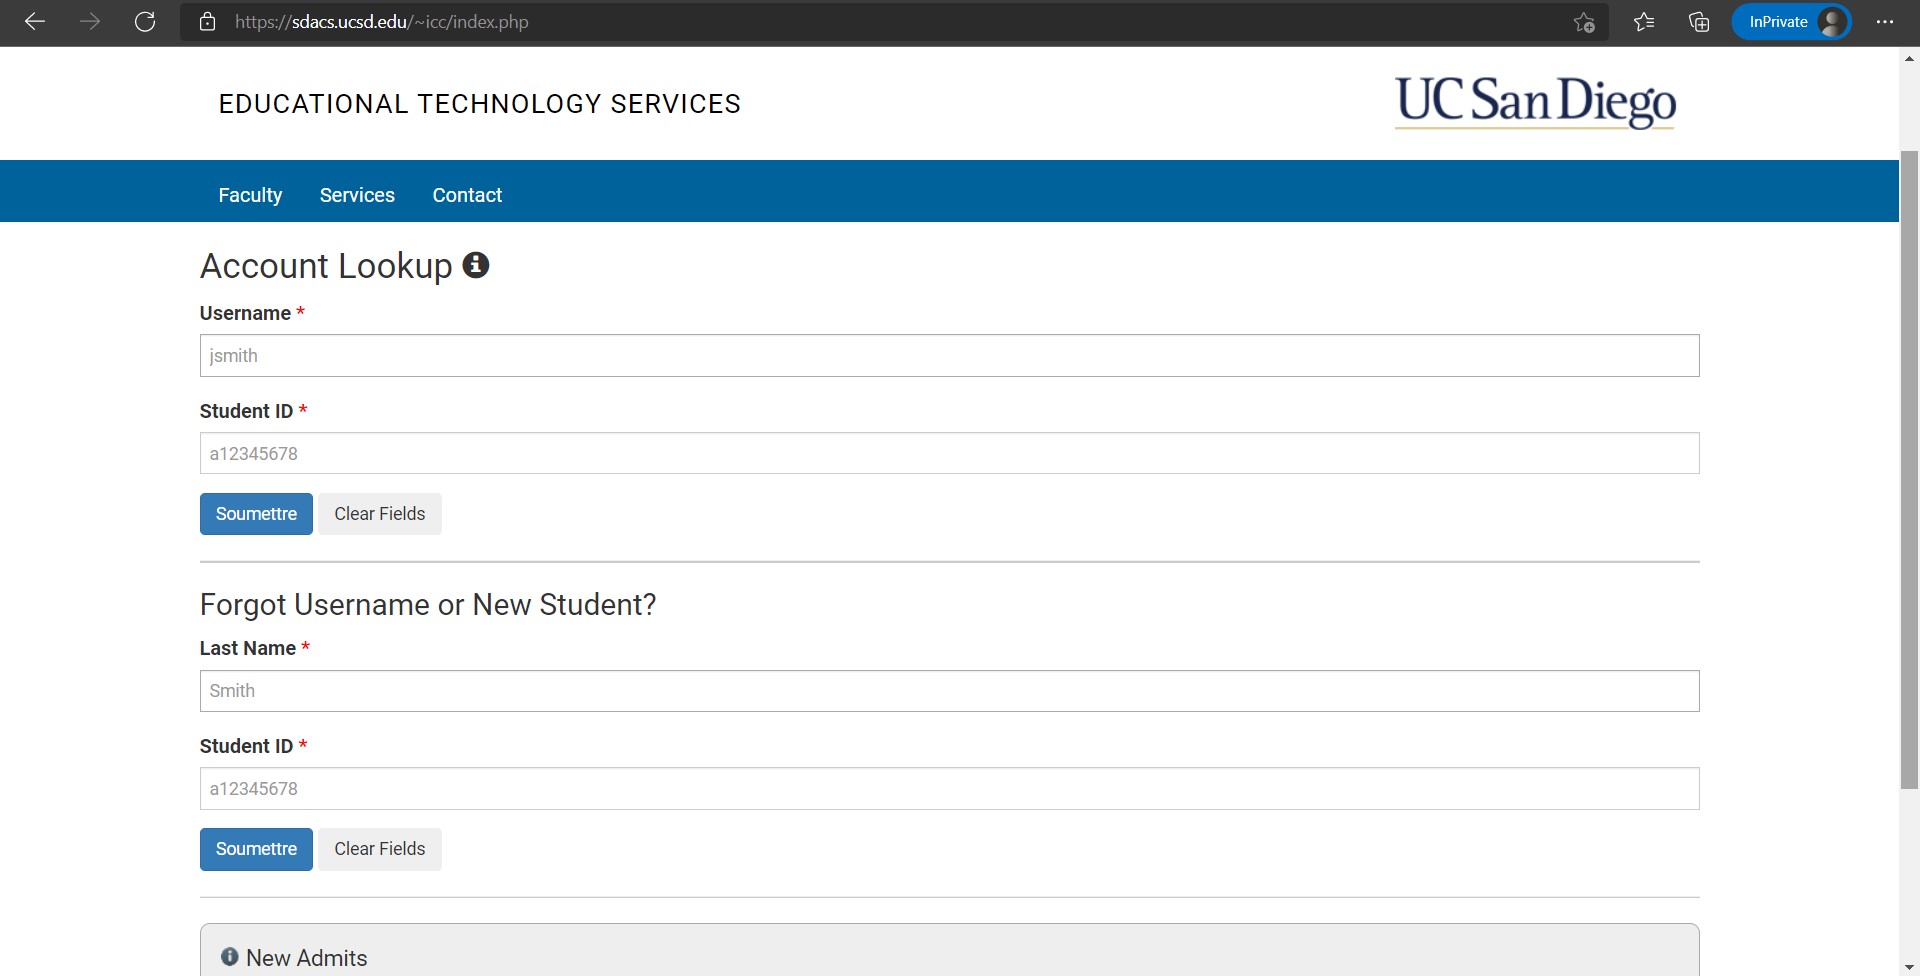 https://sdacs.ucsd.edu/~icc/index.php
InPrivate
EDUCATIONAL TECHNOLOGY SERVICES
UC San Diego
Faculty Services Contact
Account Lookup
Username *
jsmith
Student ID *
a12345678
Soumettre Clear Fields
Forgot Username or New Student?
Last Name *
Smith
Student ID *
a12345678
Soumettre Clear Fields
New Admits